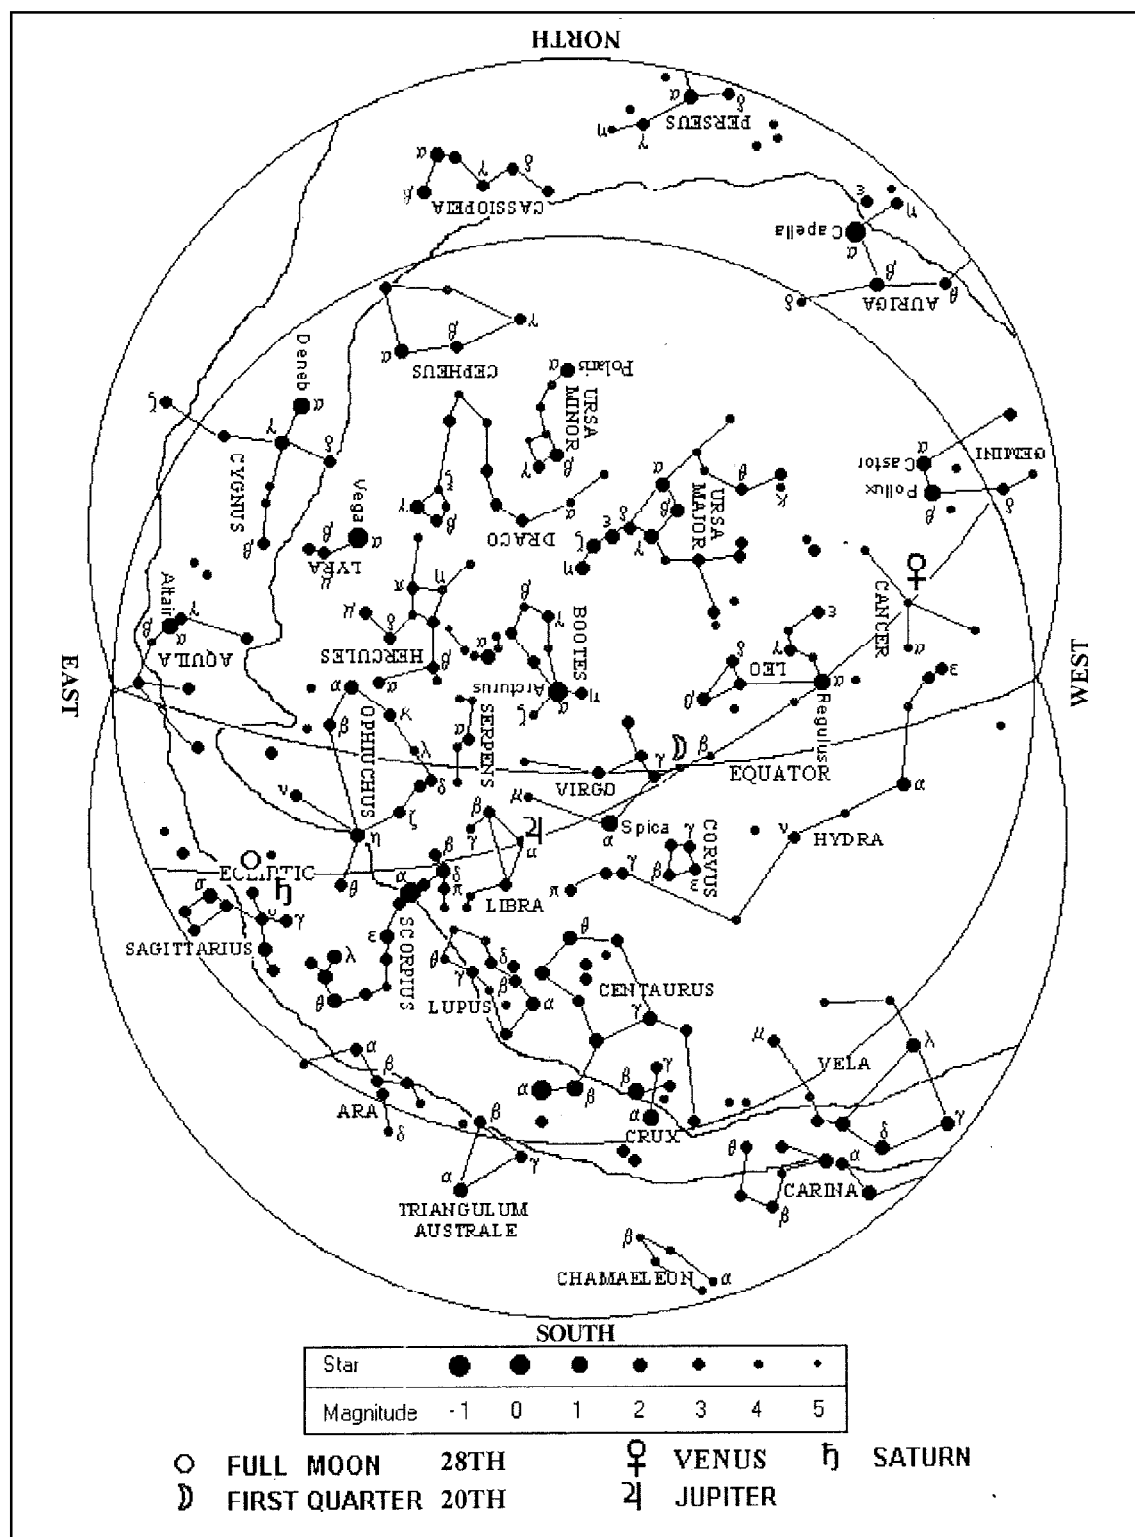 NORTH
α
α δ
PERSEUS
η γ
α γ δ
β CASSIOPEIA
ε η
Capella
α
β
δ AURIGA θ
β γ
α CEPHEUS
α Polaris
URSA MINOR
γ β
Deneb α
ζ γ δ
CYGNUS
β
α Castor
GEMINI
Pollux
β δ
α θ κ
URSA MAJOR
β δ ε γ ζ η
ξ γ β
DRACO α
Vega α
β LYRA
μ
π η
μ δ
HERCULES
β α
β γ
BOOTES
Arcturus
α η ζ
α
ε γ
LEO
δ β
α Regulus
CANCER
α
ε
Altair
γ β α
AQUILA
EAST
WEST
α κ
β
OPHIUCHUS
λ δ
ν ζ
η θ
SERPENS
α
VIRGO
γ β
EQUATOR
μ
α Spica
α
ν HYDRA
γ
β CORVUS ε
β γ α
LIBRA
γ π
ECLIPTIC
σ γ
SAGITTARIUS
β α δ π
SCORPIUS
ε λ θ
θ δ
γ β
LUPUS α
θ
CENTAURUS
γ
α β
β γ
α
CRUX
μ λ
VELA
δ γ
α β
ARA
δ
β
α γ
TRIANGULUM
AUSTRALE
θ α
CARINA
β
β
CHAMAELEON α
SOUTH
Star
Magnitude -1 0 1 2 3 4 5
FULL MOON 28TH ♀ VENUS ♄ SATURN
FIRST QUARTER 20TH ♃ JUPITER